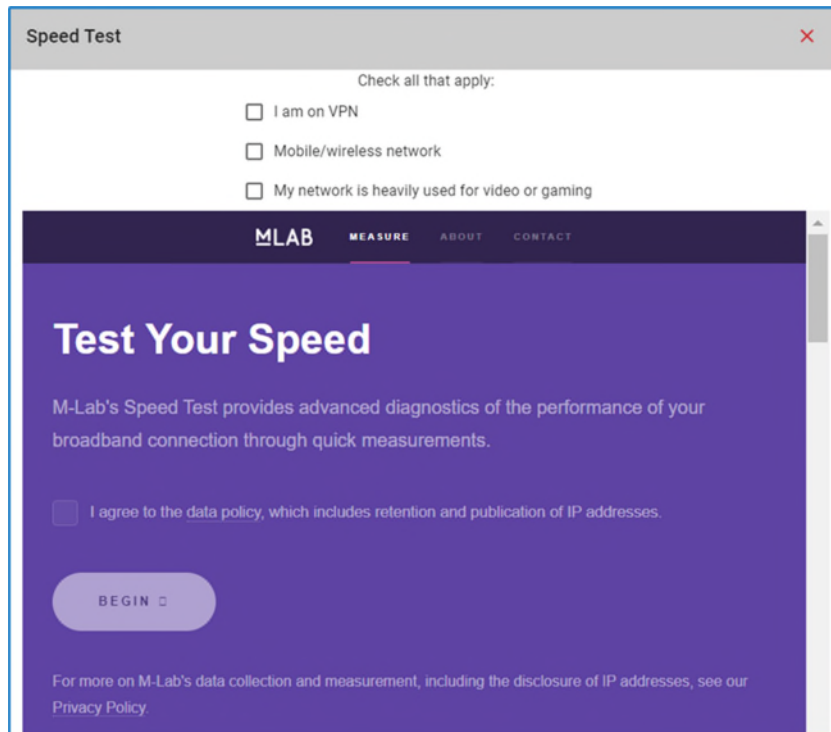 Speed Test
Check all that apply:
I am on VPN
Mobile/wireless network
My network is heavily used for video or gaming
MLAB MEASURE ABOUT CONTACT
Test Your Speed
M-Lab's Speed Test provides advanced diagnostics of the performance of your
broadband connection through quick measurements.
I agree to the data policy, which includes retention and publication of IP addresses.
BEGIN
For more on M-Lab's data collection and measurement, including the disclosure of IP addresses, see our
Privacy Policy.